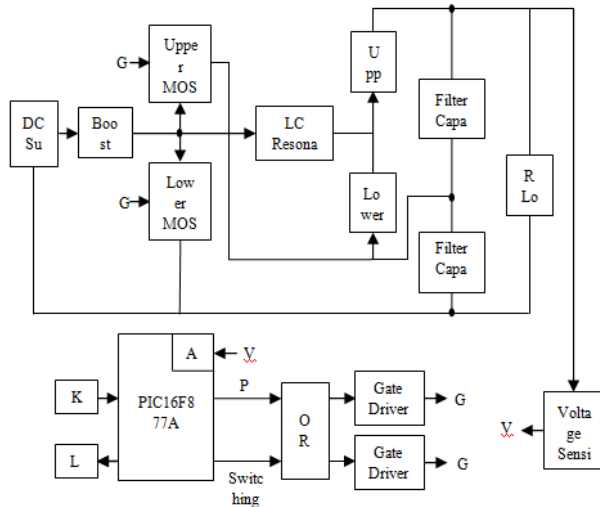 Uppe
r
MOS
G
U
pp
DC
Su
Boo
st
LC
Resona
Filter
Capa
Low
er
MOS
G
Lo
wer
R
Lo
Filter
Capa
A
V
K
PIC16F8
77A
P
O
R
Gate
Driver
G
L
Switc
hing
Gate
Driver
G
V
Volta
ge
Sensi